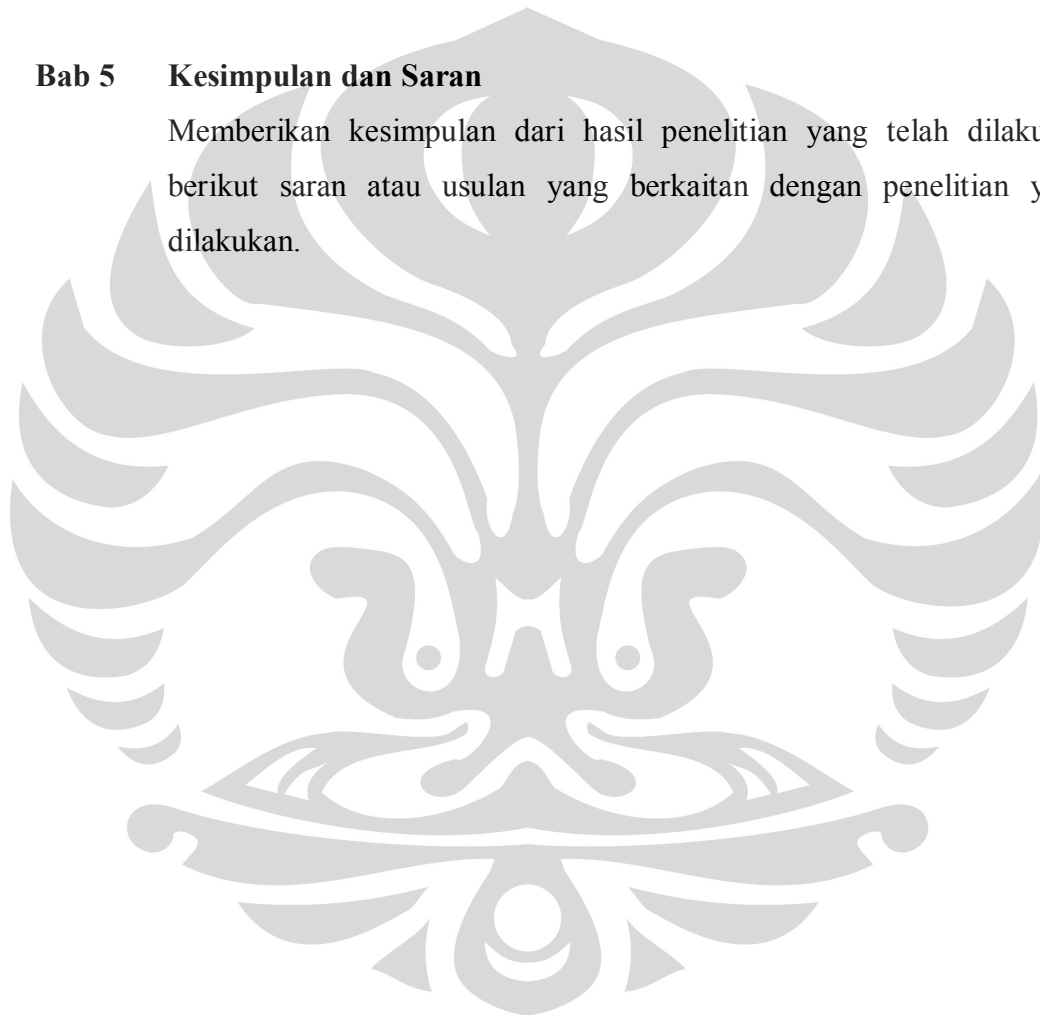 Bab 5 Kesimpulan dan Saran
Memberikan kesimpulan dari hasil penelitian yang telah dilaku
berikut saran atau usulan yang berkaitan dengan penelitian y
dilakukan.